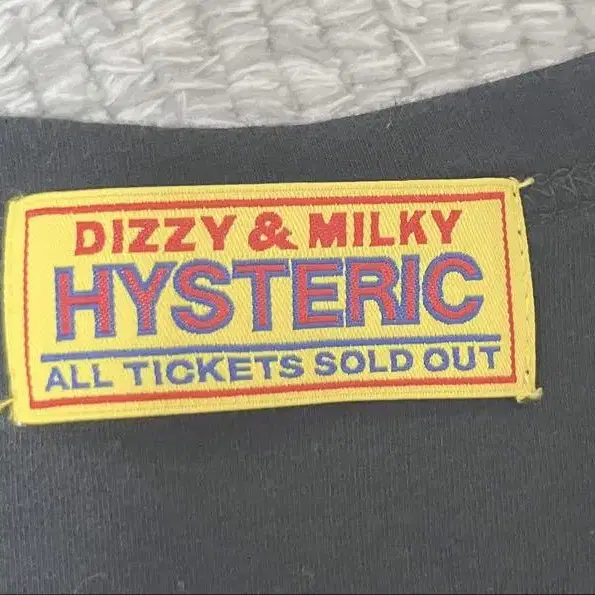 DIZZY & MILKY
HYSTERIC
ALL TICKETS SOLD OUT